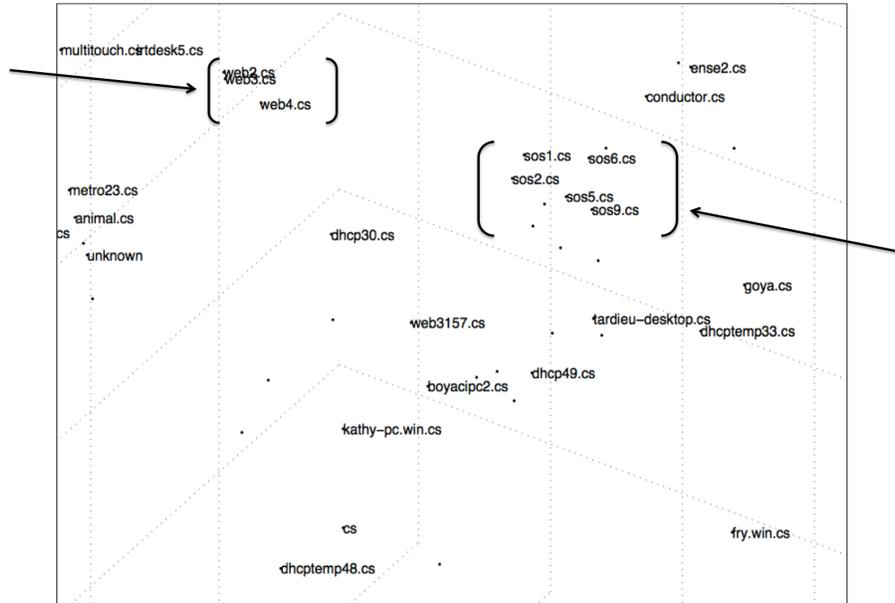 multitouch.cs
rtdesk5.cs
web2.cs
web3.cs
web4.cs
ense2.cs
conductor.cs
sos1.cs
sos6.cs
sos2.cs
sos5.cs
sos9.cs
metro23.cs
animal.cs
cs
unknown
dhcp30.cs
goya.cs
web3157.cs
tardieu-desktop.cs
dhcptemp33.cs
dhcp49.cs
boyacipc2.cs
kathy-pc.win.cs
cs
fry.win.cs
dhcptemp48.cs